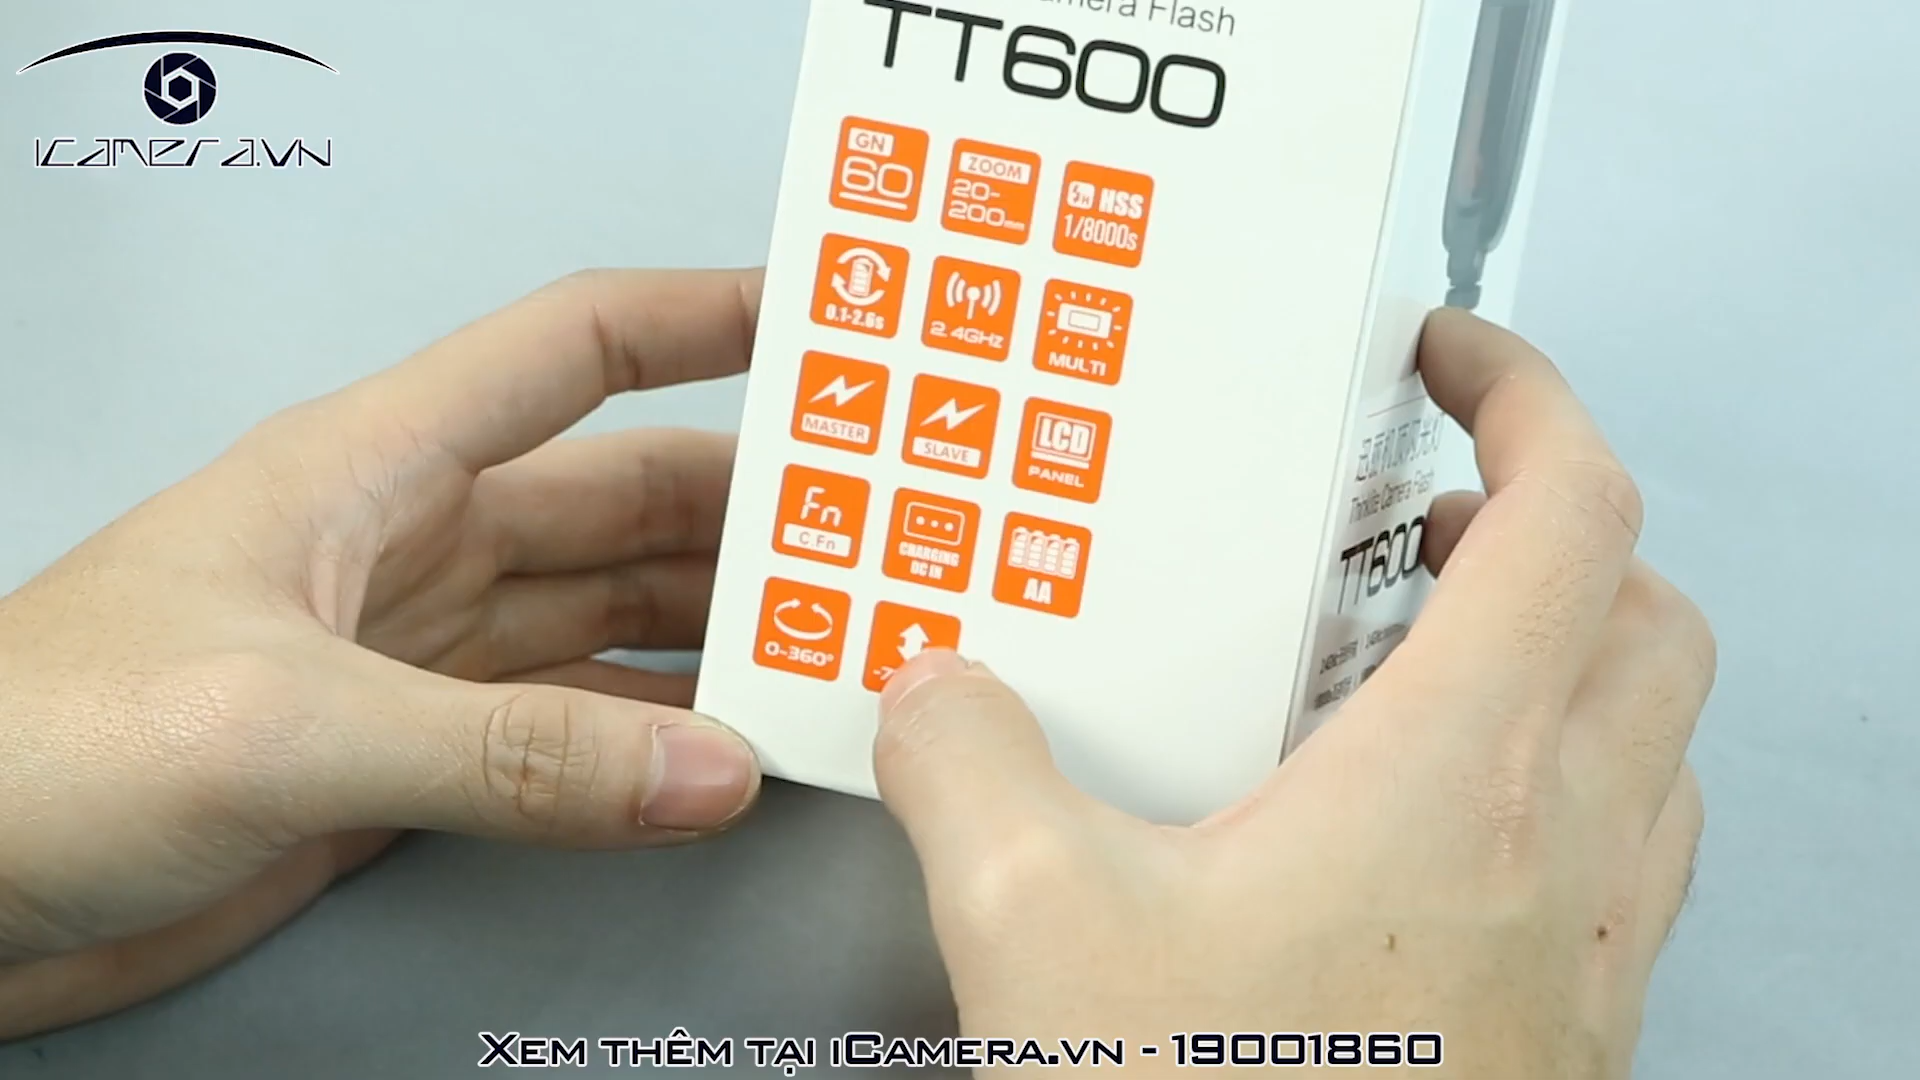 iCamera.vn
Camera Flash
TT600
GN
60
ZOOM
20-
200mm
HSS
1/8000s
0.1-2.6s
2.4GHz
MULTI
MASTER
SLAVE
LCD
PANEL
Fn
C.Fn
CHARGING
DC IN
AA
0-360°
-7
Thinklite Camera Flash
TT600
Xem thêm tại iCamera.vn - 19001860